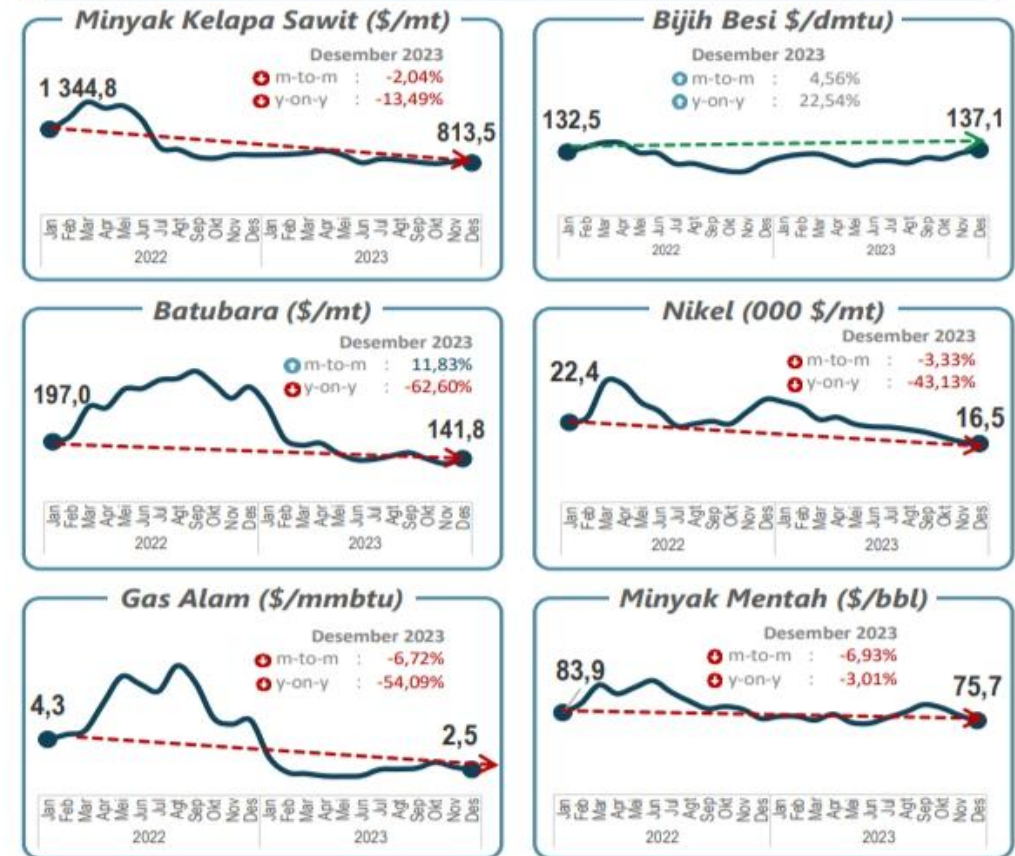 Minyak Kelapa Sawit ($/mt)
Desember 2023
m-to-m : -2,04%
y-on-y : -13,49%
1 344,8
813,5
Jan Feb Mar Apr Mei Jun Jul Agt Sep Okt Nov Des Jan Feb Mar Apr Mei Jun Jul Agt Sep Okt Nov Des
2022 2023
Bijih Besi $/dmtu)
Desember 2023
m-to-m : 4,56%
y-on-y : 22,54%
132,5
137,1
Jan Feb Mar Apr Mei Jun Jul Agt Sep Okt Nov Des Jan Feb Mar Apr Mei Jun Jul Agt Sep Okt Nov Des
2022 2023
Batubara ($/mt)
Desember 2023
m-to-m : 11,83%
y-on-y : -62,60%
197,0
141,8
Jan Feb Mar Apr Mei Jun Jul Agt Sep Okt Nov Des Jan Feb Mar Apr Mei Jun Jul Agt Sep Okt Nov Des
2022 2023
Nikel (000 $/mt)
Desember 2023
m-to-m : -3,33%
y-on-y : -43,13%
22,4
16,5
Jan Feb Mar Apr Mei Jun Jul Agt Sep Okt Nov Des Jan Feb Mar Apr Mei Jun Jul Agt Sep Okt Nov Des
2022 2023
Gas Alam ($/mmbtu)
Desember 2023
m-to-m : -6,72%
y-on-y : -54,09%
4,3
2,5
Jan Feb Mar Apr Mei Jun Jul Agt Sep Okt Nov Des Jan Feb Mar Apr Mei Jun Jul Agt Sep Okt Nov Des
2022 2023
Minyak Mentah ($/bbl)
Desember 2023
m-to-m : -6,93%
y-on-y : -3,01%
83,9
75,7
Jan Feb Mar Apr Mei Jun Jul Agt Sep Okt Nov Des Jan Feb Mar Apr Mei Jun Jul Agt Sep Okt Nov Des
2022 2023